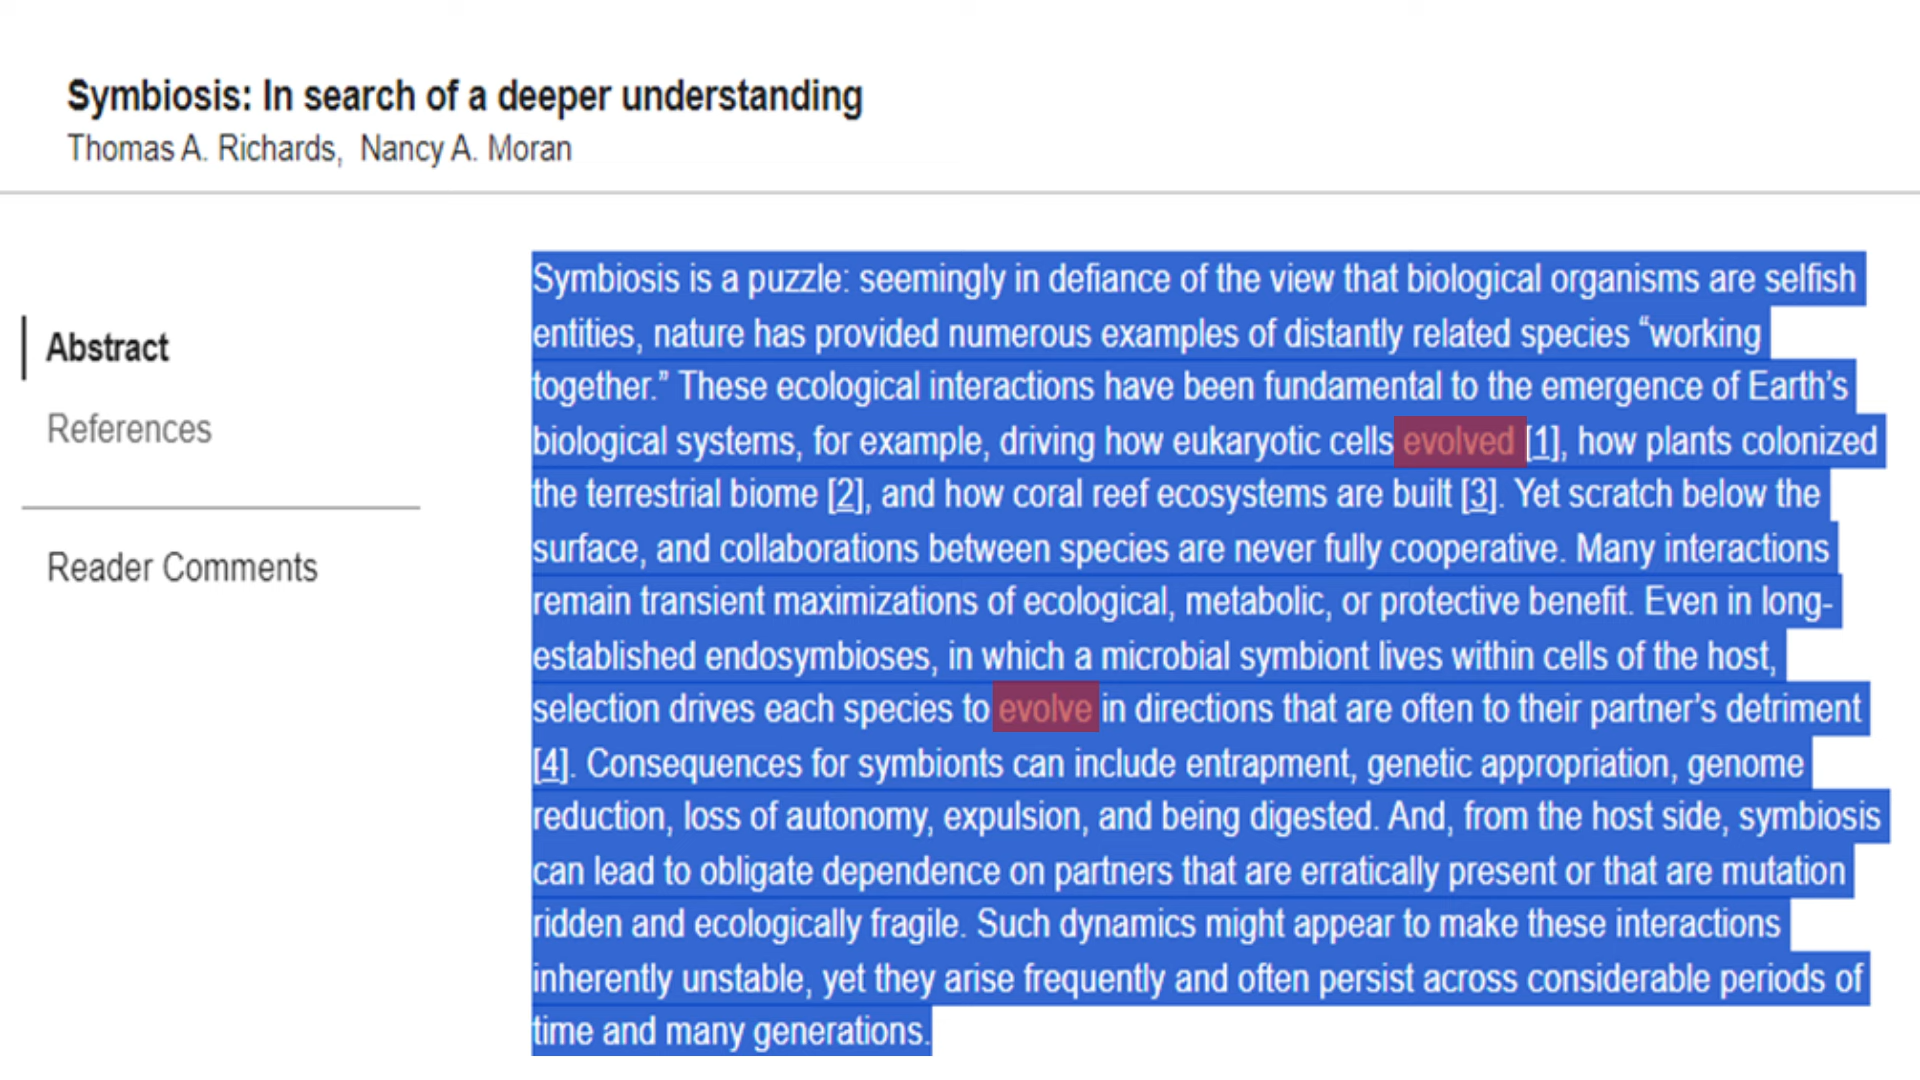 Symbiosis: In search of a deeper understanding
Thomas A. Richards, Nancy A. Moran
Abstract
References
Reader Comments
Symbiosis is a puzzle: seemingly in defiance of the view that biological organisms are selfish
entities, nature has provided numerous examples of distantly related species “working
together.” These ecological interactions have been fundamental to the emergence of Earth’s
biological systems, for example, driving how eukaryotic cells evolved [1], how plants colonized
the terrestrial biome [2], and how coral reef ecosystems are built [3]. Yet scratch below the
surface, and collaborations between species are never fully cooperative. Many interactions
remain transient maximizations of ecological, metabolic, or protective benefit. Even in long-
established endosymbioses, in which a microbial symbiont lives within cells of the host,
selection drives each species to evolve in directions that are often to their partner’s detriment
[4]. Consequences for symbionts can include entrapment, genetic appropriation, genome
reduction, loss of autonomy, expulsion, and being digested. And, from the host side, symbiosis
can lead to obligate dependence on partners that are erratically present or that are mutation
ridden and ecologically fragile. Such dynamics might appear to make these interactions
inherently unstable, yet they arise frequently and often persist across considerable periods of
time and many generations.